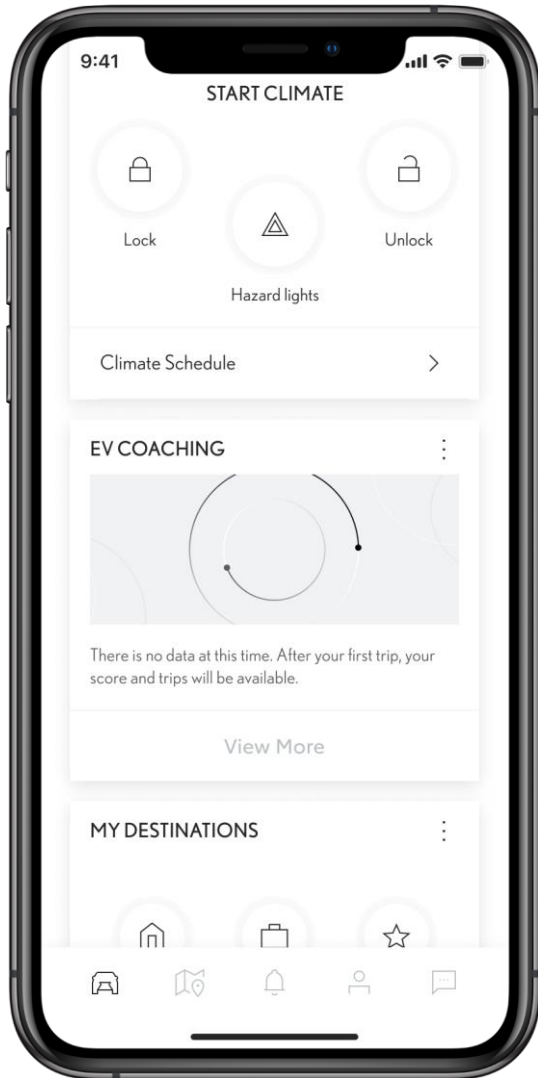 9:41
START CLIMATE
Lock
Unlock
Hazard lights
Climate Schedule
EV COACHING
There is no data at this time. After your first trip, your
score and trips will be available.
View More
MY DESTINATIONS